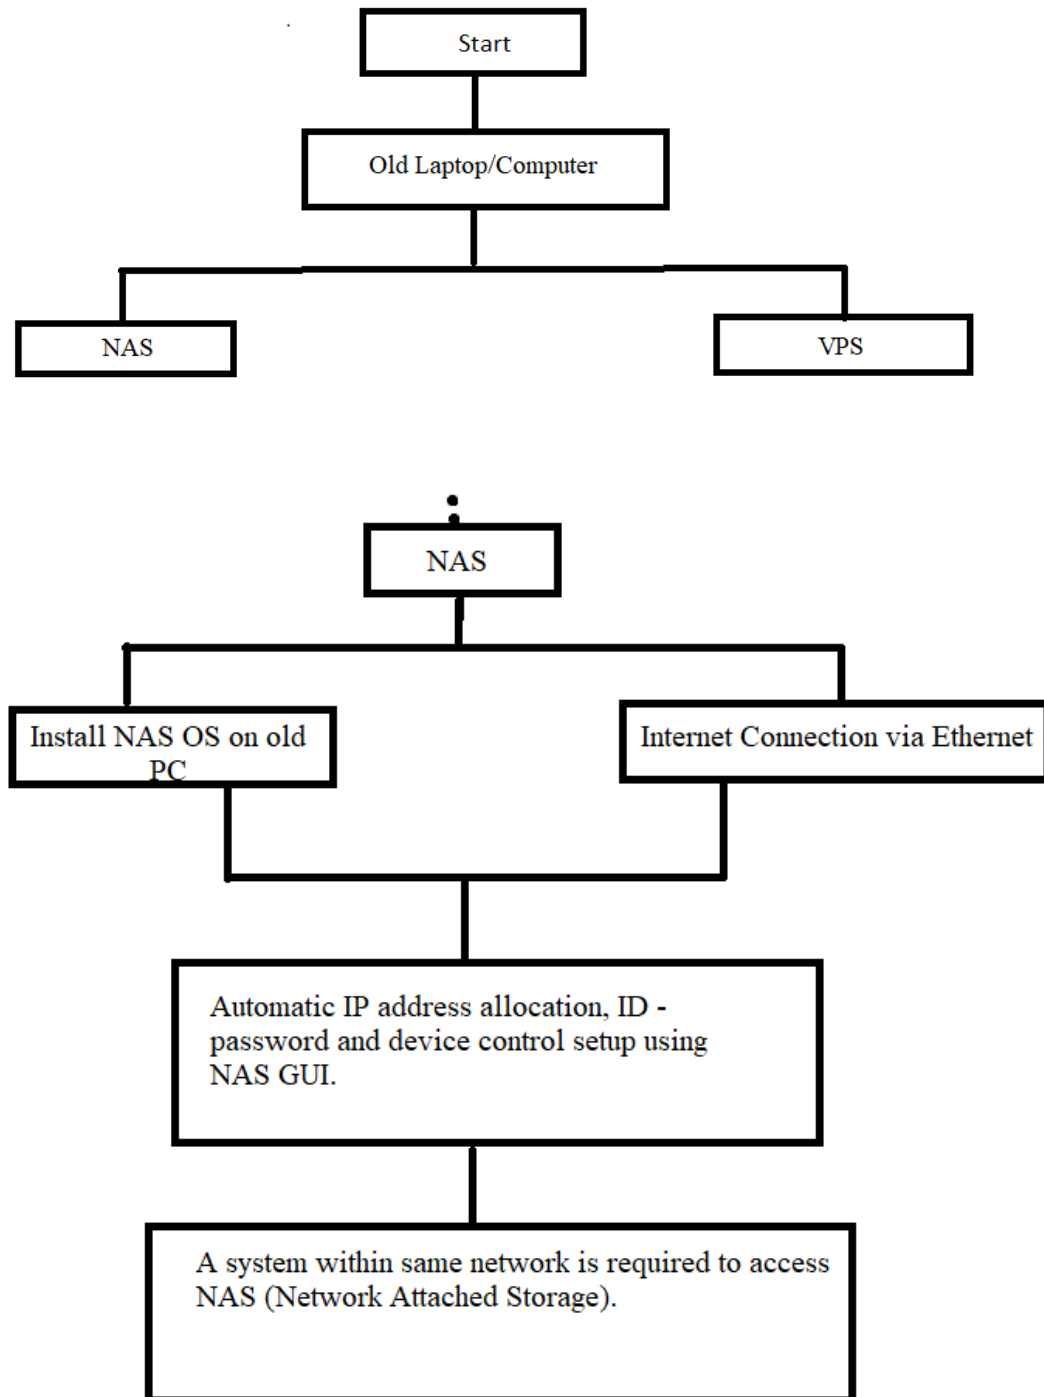 Start
Old Laptop/Computer
NAS
VPS
NAS
Install NAS OS on old
PC
Internet Connection via Ethernet
Automatic IP address allocation, ID -
password and device control setup using
NAS GUI.
A system within same network is required to access
NAS (Network Attached Storage).